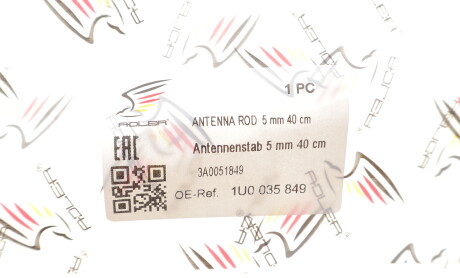 1 PC
ADLER
ANTENNA ROD 5 mm 40 cm
EAC
Antennenstab 5 mm 40 cm
3A0051849
OE-Ref. 1U0 035 849